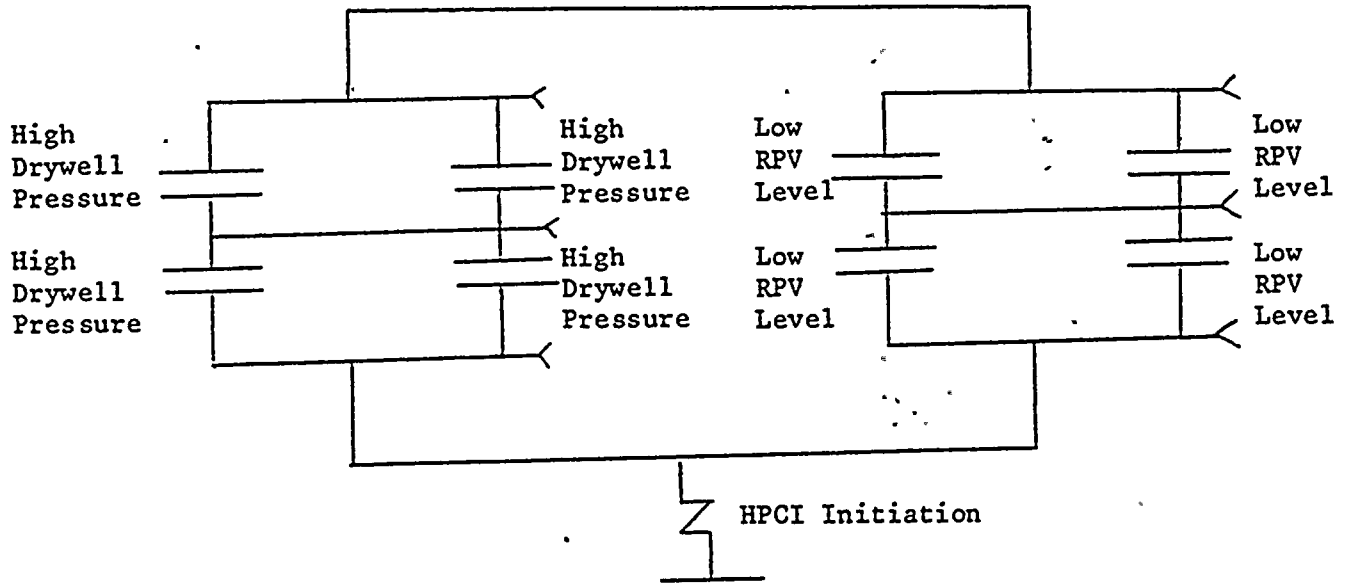 High
Drywell
Pressure
High
Drywell
Pressure
Low
RPV
Level
Low
RPV
Level
High
Drywell
Pressure
High
Drywell
Pressure
Low
RPV
Level
Low
RPV
Level
HPCI Initiation